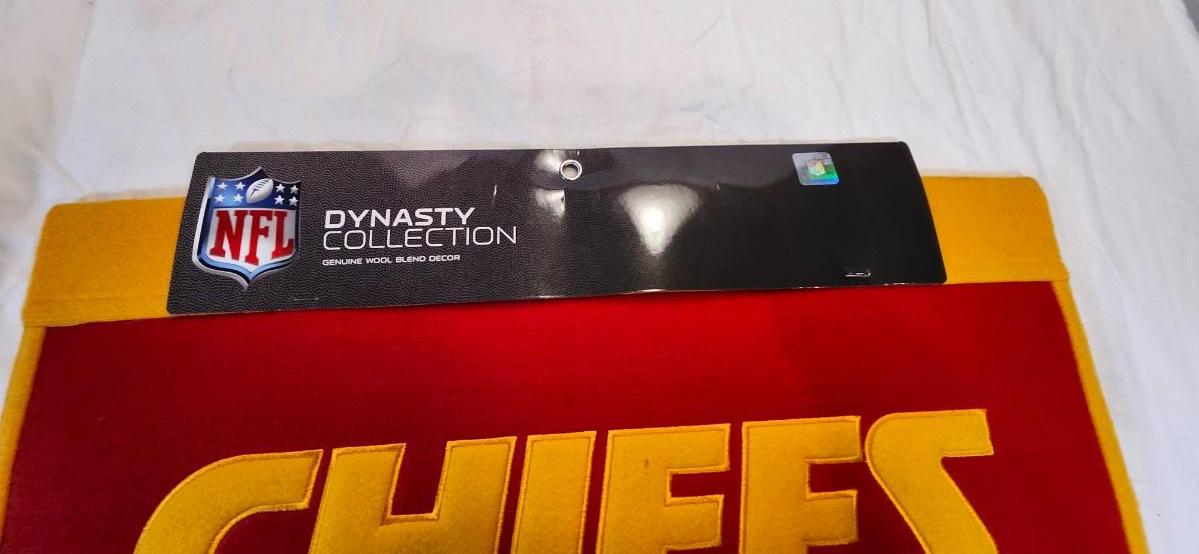 NFL
DYNASTY
COLLECTION
GENUINE WOOL BLEND DECOR
CHIEFS